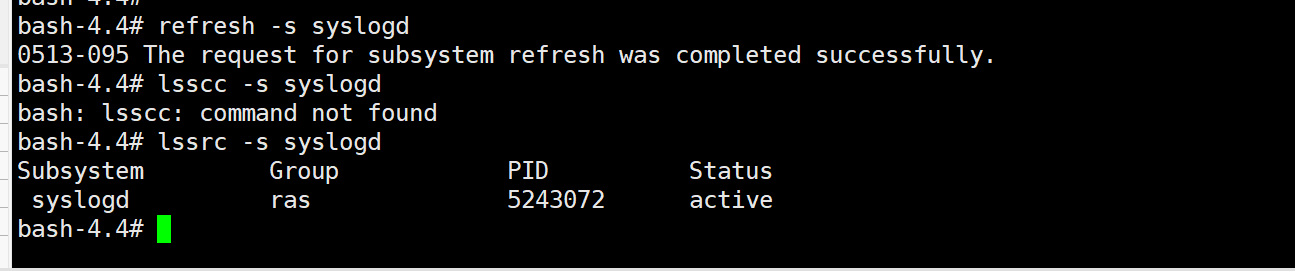 bash-4.4#
bash-4.4# refresh -s syslogd
0513-095 The request for subsystem refresh was completed successfully.
bash-4.4# lsscc -s syslogd
bash: lsscc: command not found
bash-4.4# lssrc -s syslogd
Subsystem         Group            PID          Status
 syslogd          ras              5243072      active
bash-4.4#